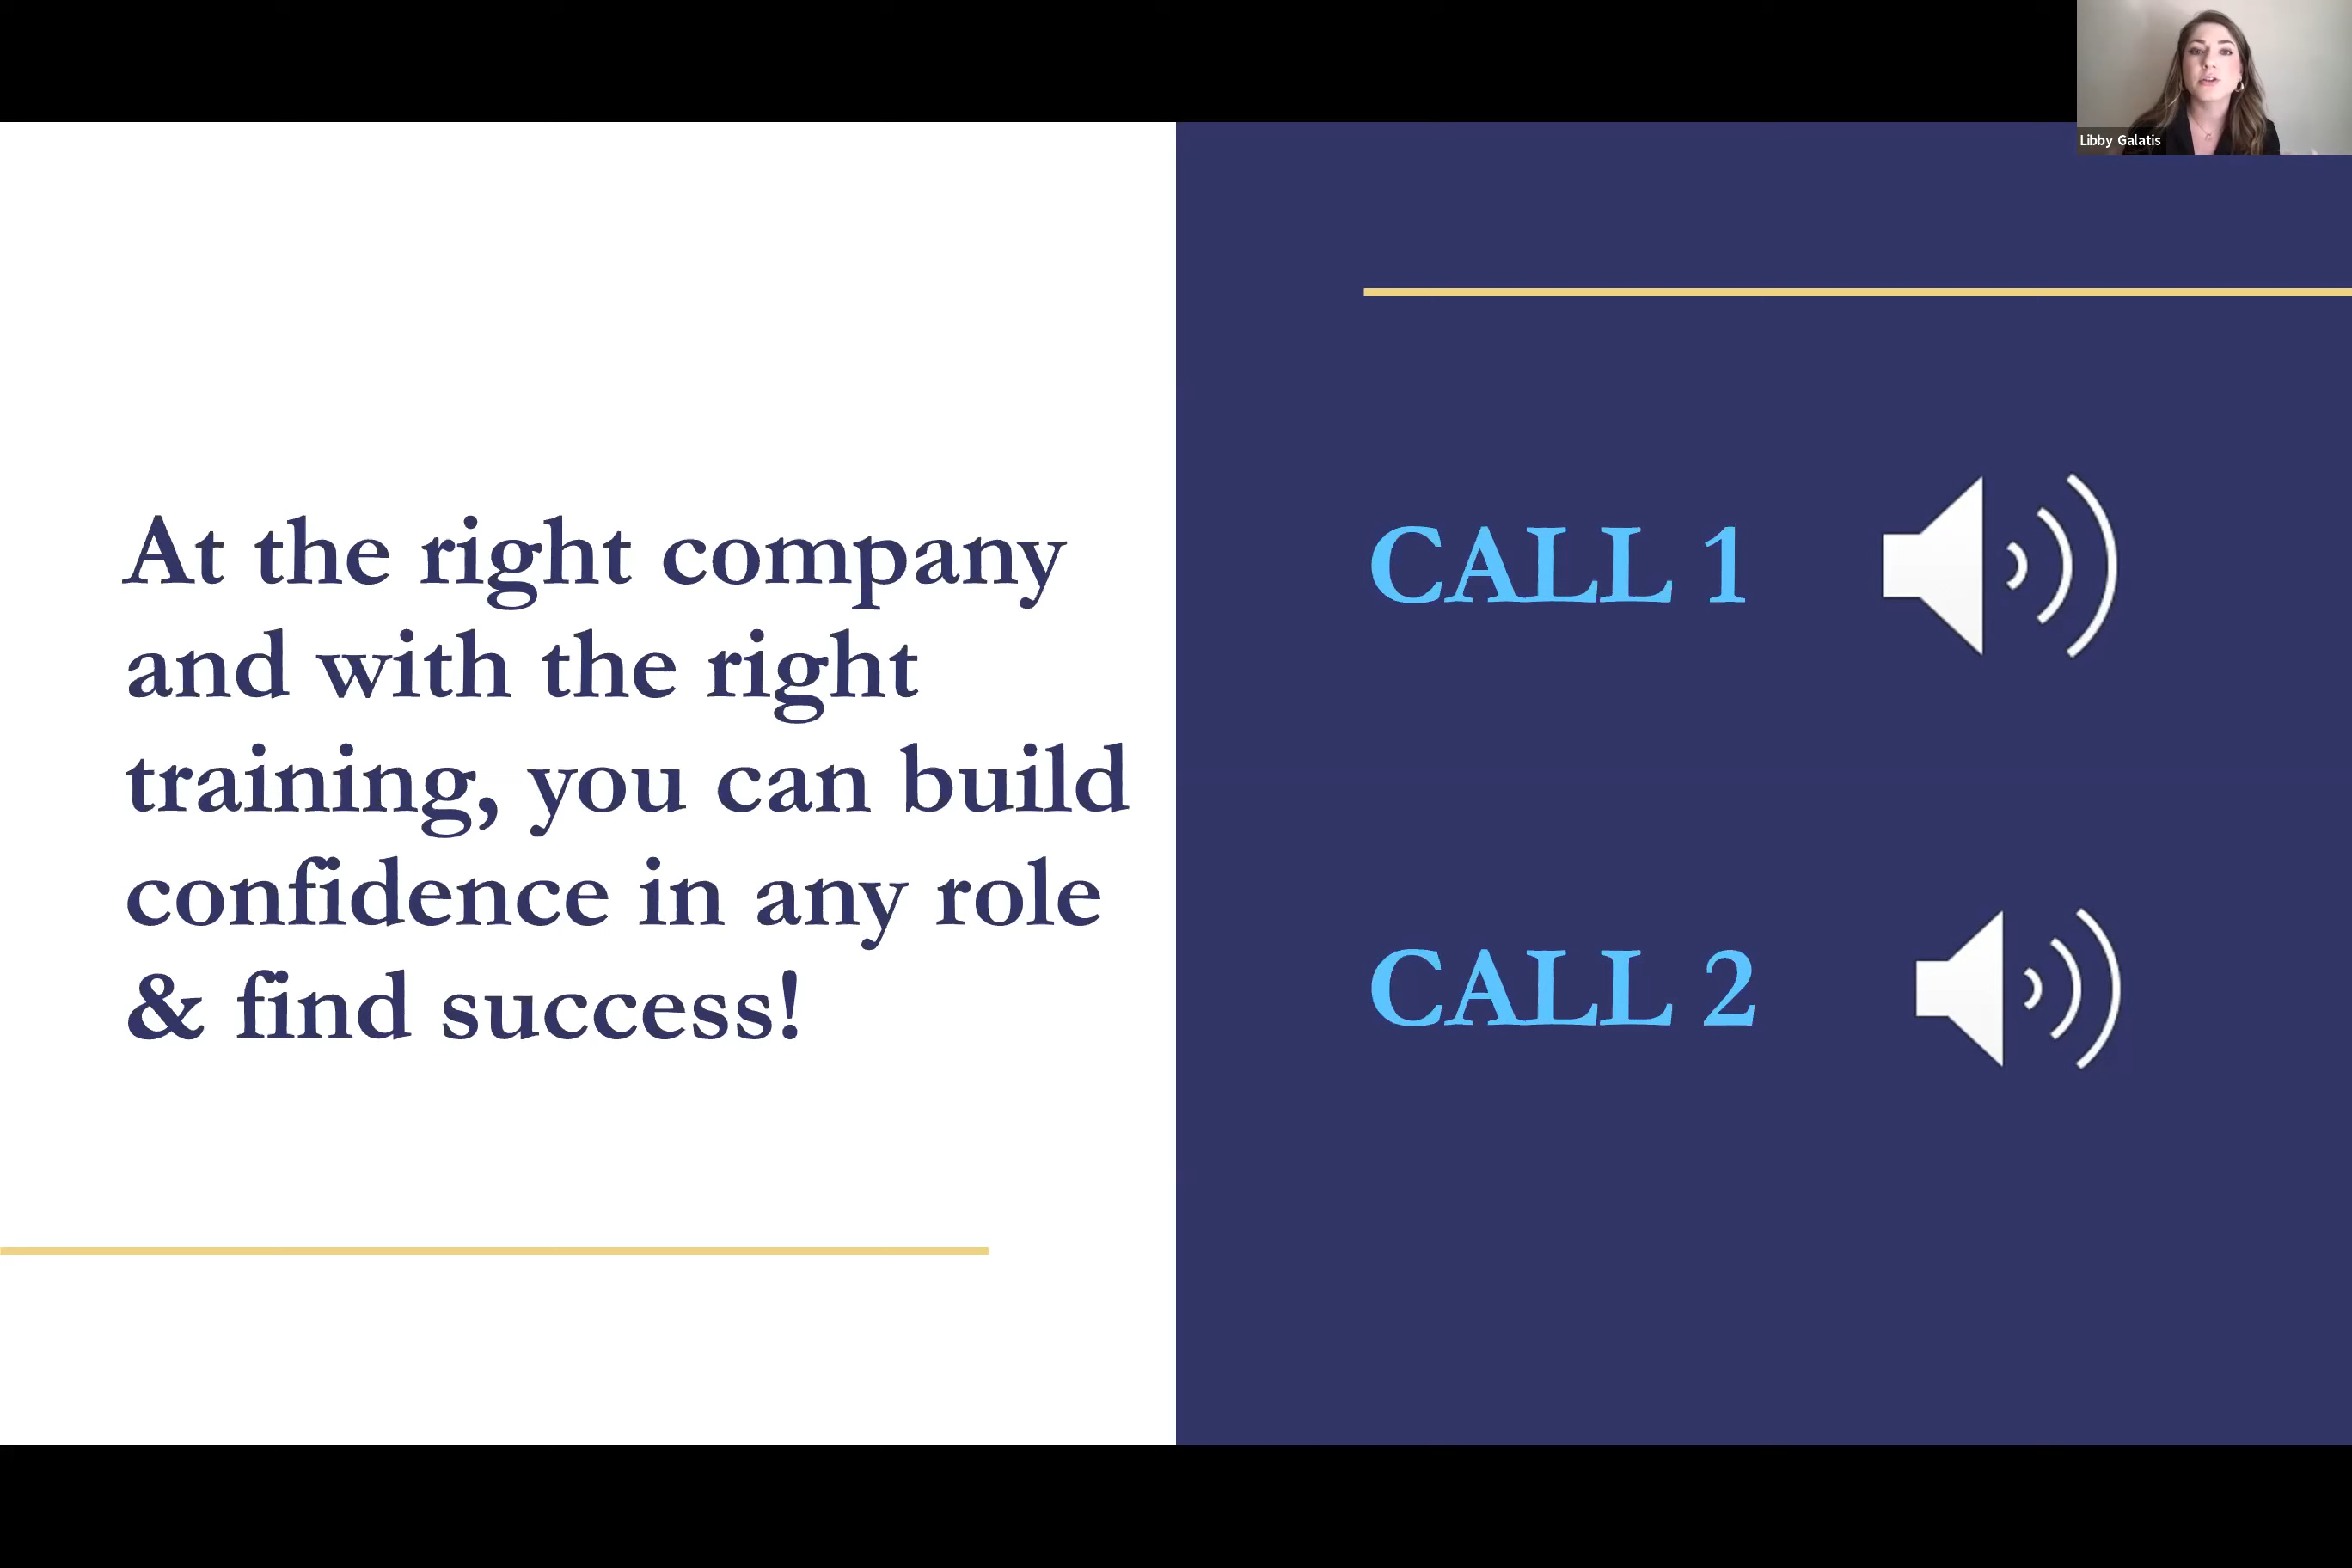 Libby Galatis
At the right company
and with the right
training, you can build
confidence in any role
& find success!
CALL 1
CALL 2